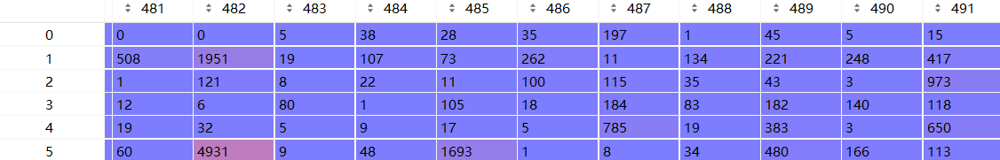 481 482 483 484 485 486 487 488 489 490 491
0 0 0 5 38 28 35 197 1 45 5 15
1 508 1951 19 107 73 262 11 134 221 248 417
2 1 121 8 22 11 100 115 35 43 3 973
3 12 6 80 1 105 18 184 83 182 140 118
4 19 32 5 9 17 5 785 19 383 3 650
5 60 4931 9 48 1693 1 8 34 480 166 113